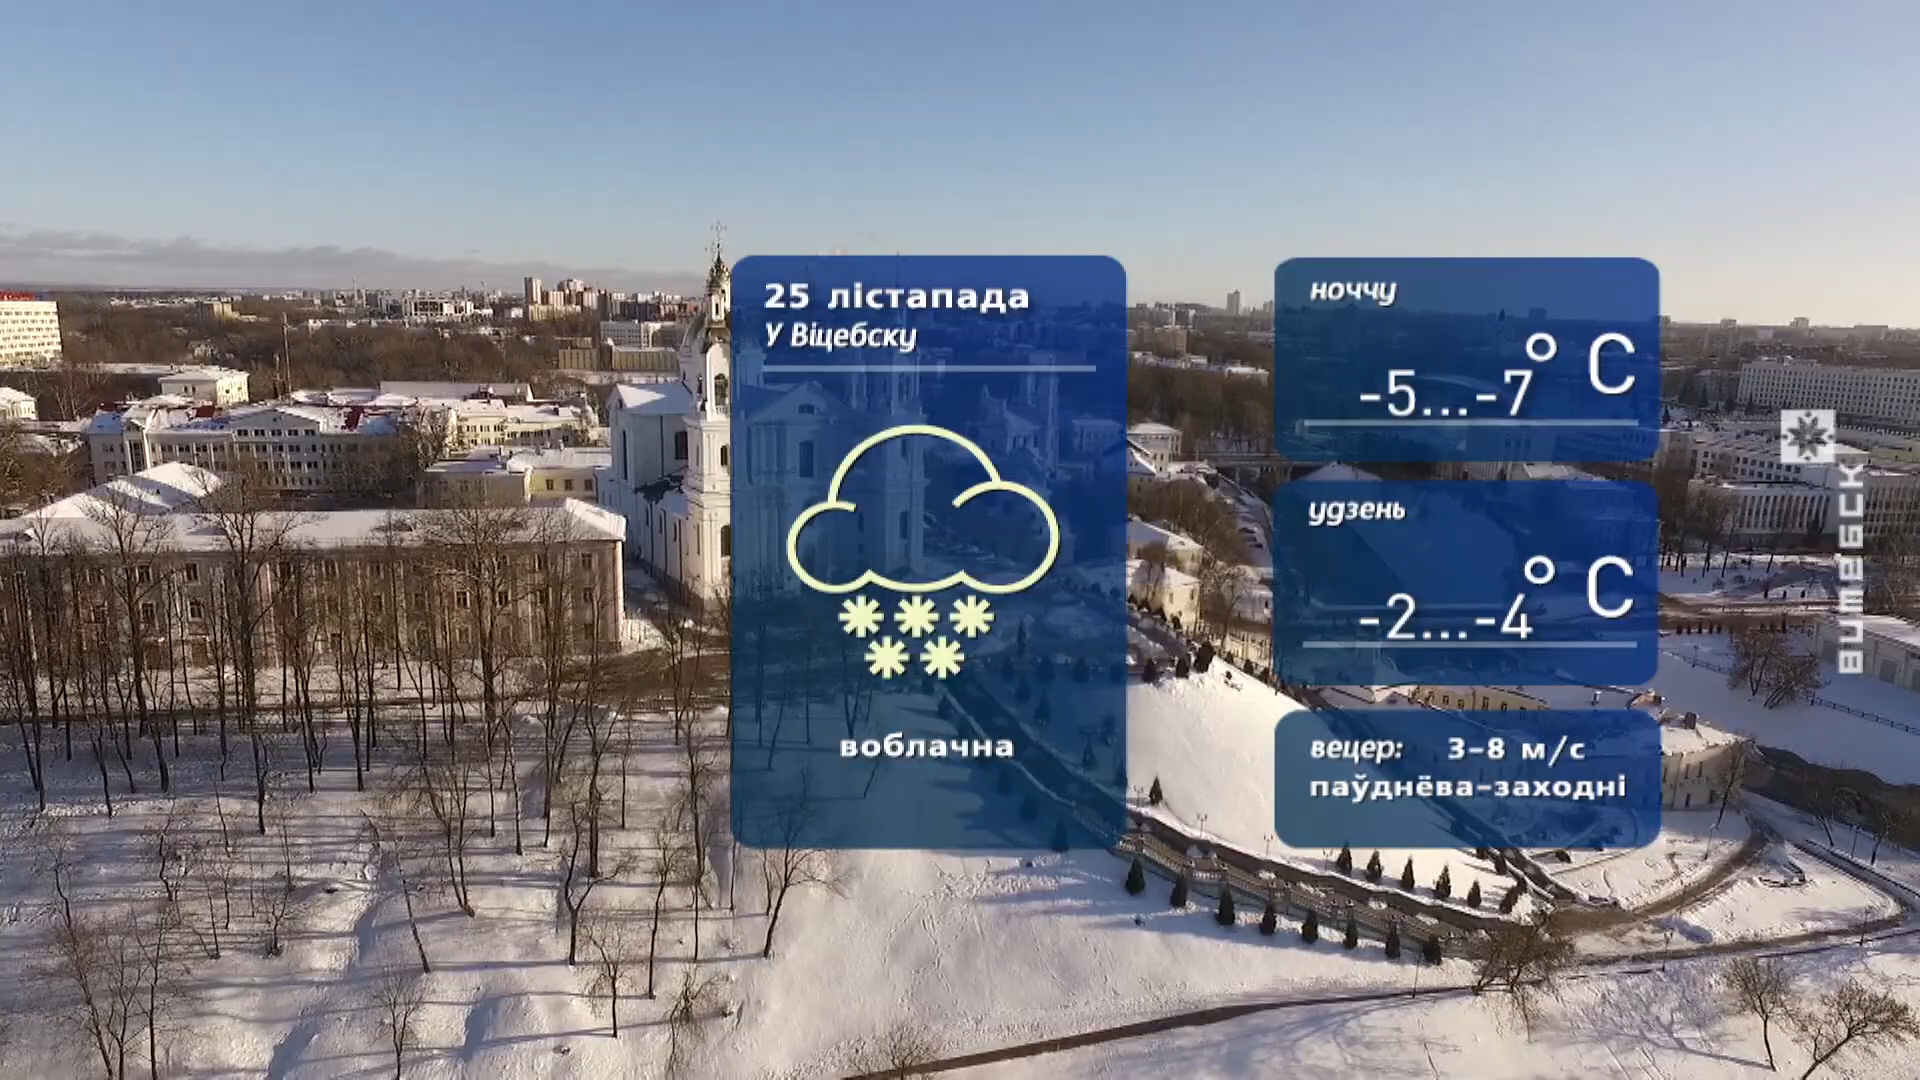 25 лістапада
У Віцебску
воблачна
ноччу
-5...-7° C
удзень
-2...-4° C
вецер: 3-8 м/с
паўднёва-заходні
ВИТЕБСК